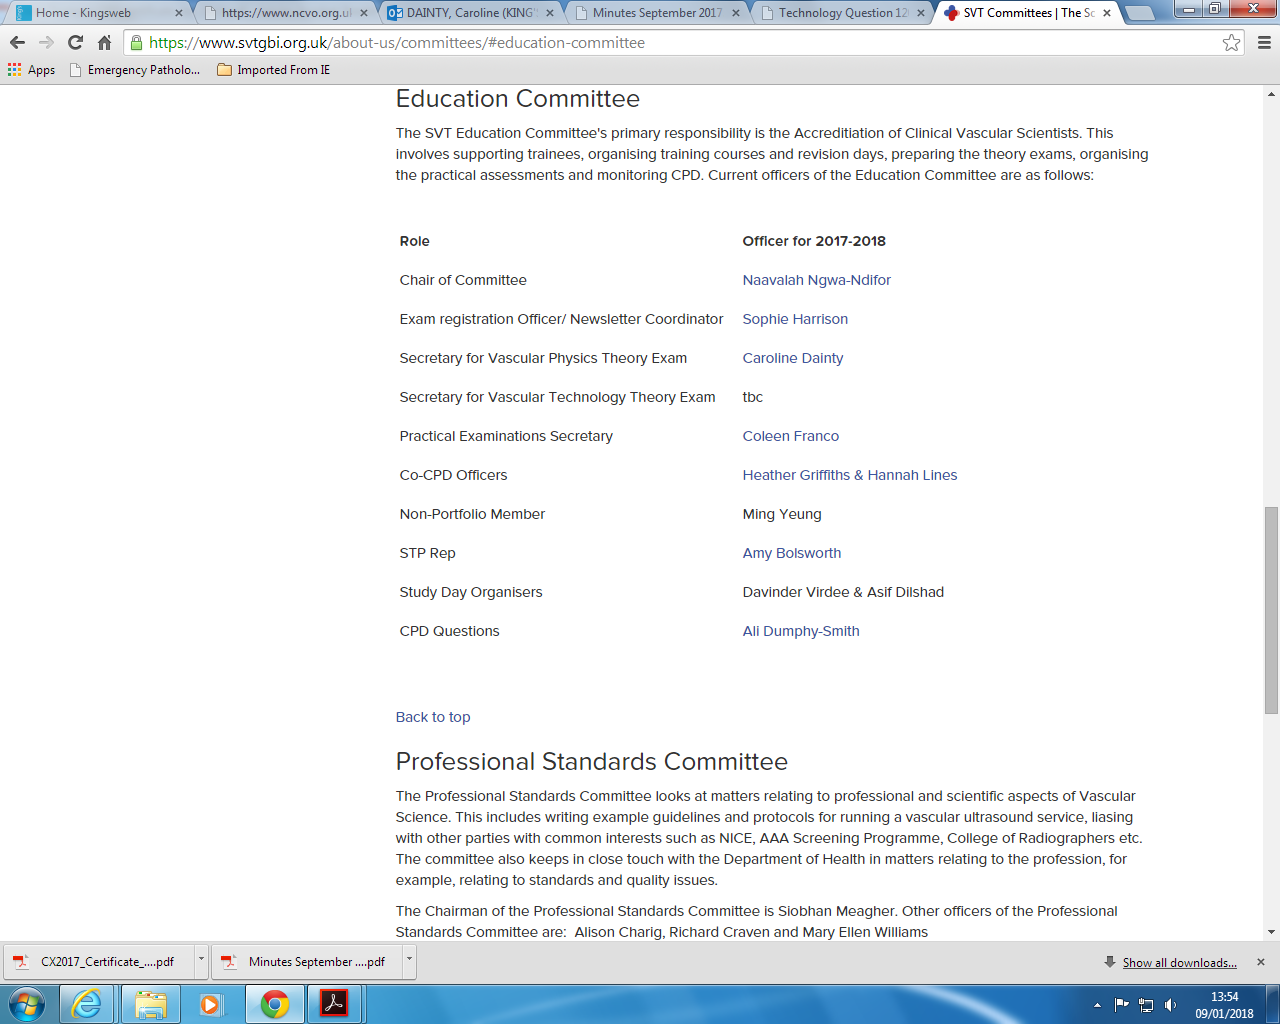 Home - Kingsweb
https://www.ncvo.org.u
DAINTY, Caroline (KING'
Minutes September 2017
Technology Question 12
SVT Committees | The So
https://www.svtgbi.org.uk/about-us/committees/#education-committee
Apps
Emergency Patholo...
Imported From IE
Education Committee
The SVT Education Committee's primary responsibility is the Accreditiation of Clinical Vascular Scientists. This
involves supporting trainees, organising training courses and revision days, preparing the theory exams, organising
the practical assessments and monitoring CPD. Current officers of the Education Committee are as follows:
Role Officer for 2017-2018
Chair of Committee Naavalah Ngwa-Ndifor
Exam registration Officer/ Newsletter Coordinator Sophie Harrison
Secretary for Vascular Physics Theory Exam Caroline Dainty
Secretary for Vascular Technology Theory Exam tbc
Practical Examinations Secretary Coleen Franco
Co-CPD Officers Heather Griffiths & Hannah Lines
Non-Portfolio Member Ming Yeung
STP Rep Amy Bolsworth
Study Day Organisers Davinder Virdee & Asif Dilshad
CPD Questions Ali Dumphy-Smith
Back to top
Professional Standards Committee
The Professional Standards Committee looks at matters relating to professional and scientific aspects of Vascular
Science. This includes writing example guidelines and protocols for running a vascular ultrasound service, liasing
with other parties with common interests such as NICE, AAA Screening Programme, College of Radiographers etc.
The committee also keeps in close touch with the Department of Health in matters relating to the profession, for
example, relating to standards and quality issues.
The Chairman of the Professional Standards Committee is Siobhan Meagher. Other officers of the Professional
Standards Committee are: Alison Charig, Richard Craven and Mary Ellen Williams
CX2017_Certificate_....pdf
Minutes September ....pdf
Show all downloads...
13:54
09/01/2018